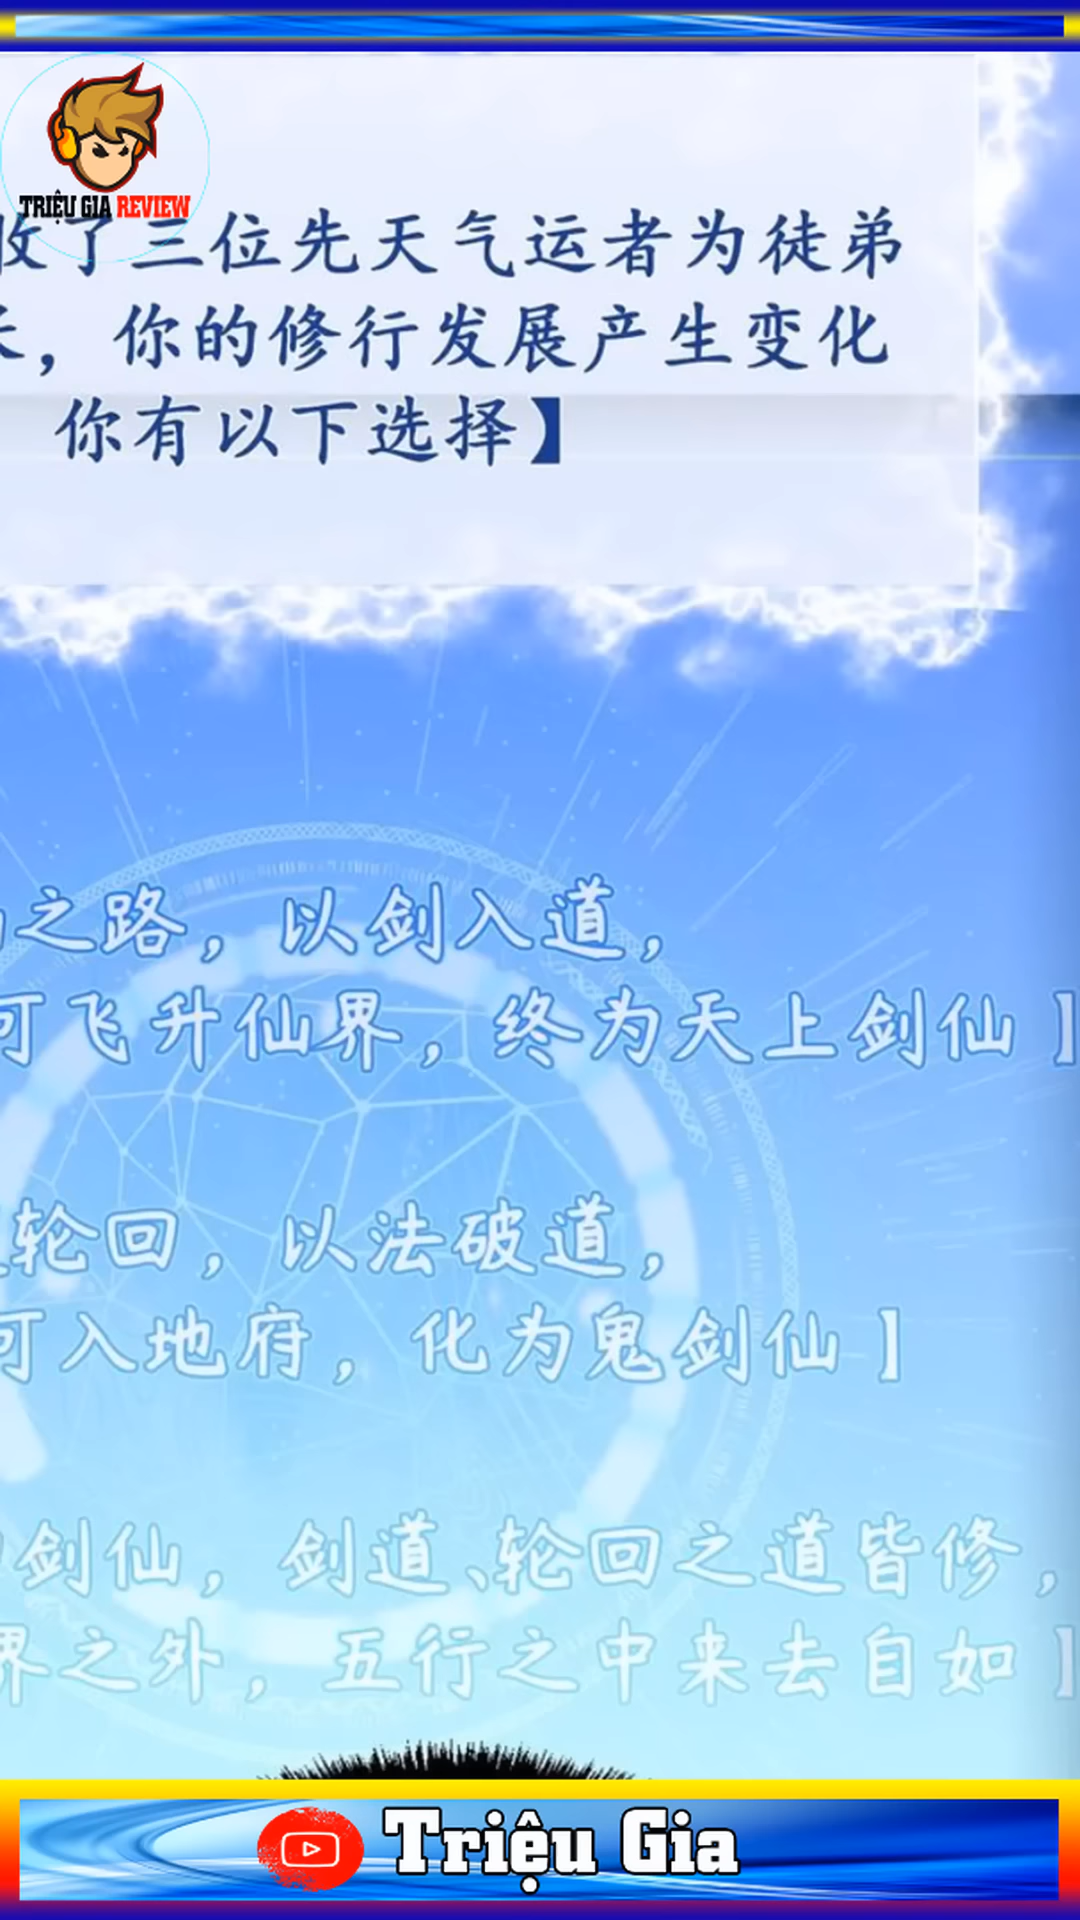 TRIỆU GIA REVIEW
收了三位先天气运者为徒弟
长，你的修行发展产生变化
你有以下选择】
之路，以剑入道，
可飞升仙界，终为天上剑仙】
轮回，以法破道，
可入地府，化为鬼剑仙】
剑仙，剑道、轮回之道皆修，
界之外，五行之中来去自如】
Triệu Gia